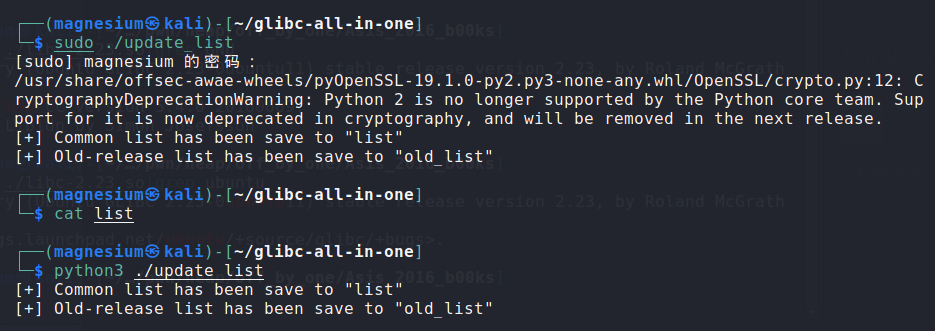 ┌──(magnesium㉿kali)-[~/glibc-all-in-one]
└─$ sudo ./update_list
[sudo] magnesium 的密码：
/usr/share/offsec-awae-wheels/pyOpenSSL-19.1.0-py2.py3-none-any.whl/OpenSSL/crypto.py:12: C
ryptographyDeprecationWarning: Python 2 is no longer supported by the Python core team. Sup
port for it is now deprecated in cryptography, and will be removed in the next release.
[+] Common list has been save to "list"
[+] Old-release list has been save to "old_list"
┌──(magnesium㉿kali)-[~/glibc-all-in-one]
└─$ cat list
┌──(magnesium㉿kali)-[~/glibc-all-in-one]
└─$ python3 ./update_list
[+] Common list has been save to "list"
[+] Old-release list has been save to "old_list"